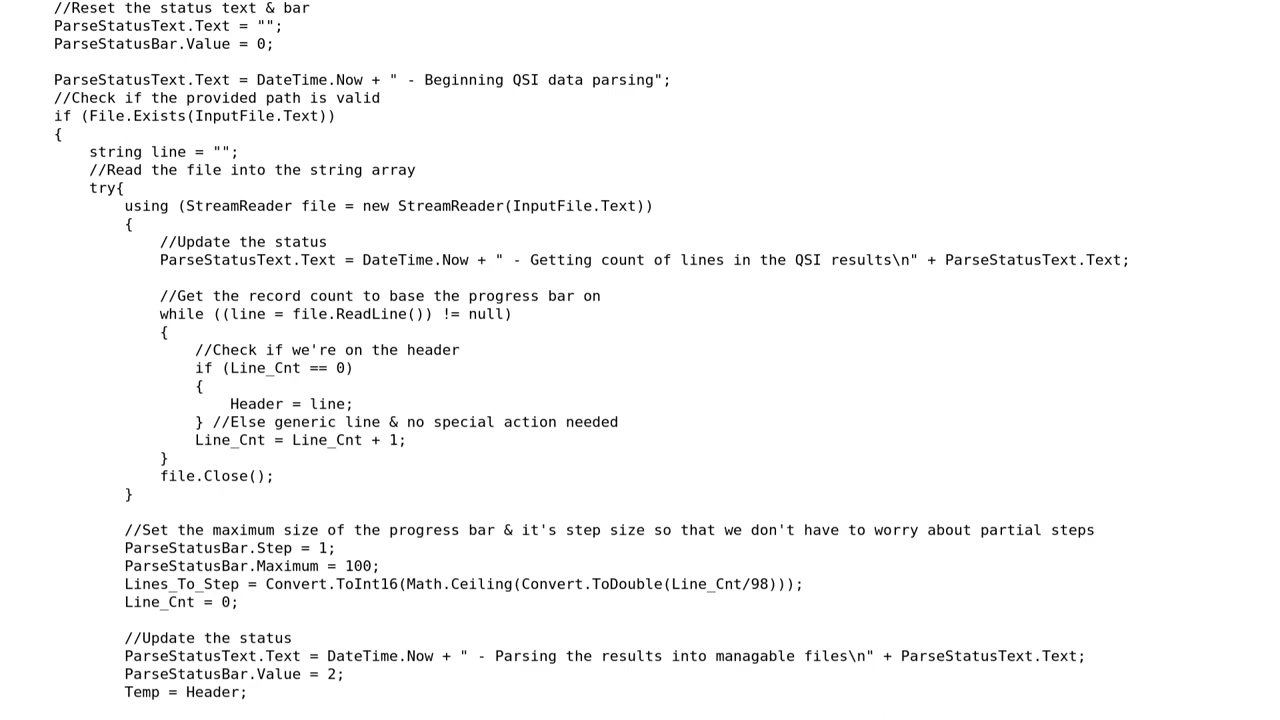 //Reset the status text & bar
ParseStatusText.Text = "";
ParseStatusBar.Value = 0;
ParseStatusText.Text = DateTime.Now + " - Beginning QSI data parsing";
//Check if the provided path is valid
if (File.Exists(InputFile.Text))
{
string line = "";
//Read the file into the string array
try{
using (StreamReader file = new StreamReader(InputFile.Text))
{
//Update the status
ParseStatusText.Text = DateTime.Now + " - Getting count of lines in the QSI results\n" + ParseStatusText.Text;
//Get the record count to base the progress bar on
while ((line = file.ReadLine()) != null)
{
//Check if we're on the header
if (Line_Cnt == 0)
{
Header = line;
} //Else generic line & no special action needed
Line_Cnt = Line_Cnt + 1;
}
file.Close();
}
//Set the maximum size of the progress bar & it's step size so that we don't have to worry about partial steps
ParseStatusBar.Step = 1;
ParseStatusBar.Maximum = 100;
Lines_To_Step = Convert.ToInt16(Math.Ceiling(Convert.ToDouble(Line_Cnt/98)));
Line_Cnt = 0;
//Update the status
ParseStatusText.Text = DateTime.Now + " - Parsing the results into managable files\n" + ParseStatusText.Text;
ParseStatusBar.Value = 2;
Temp = Header;